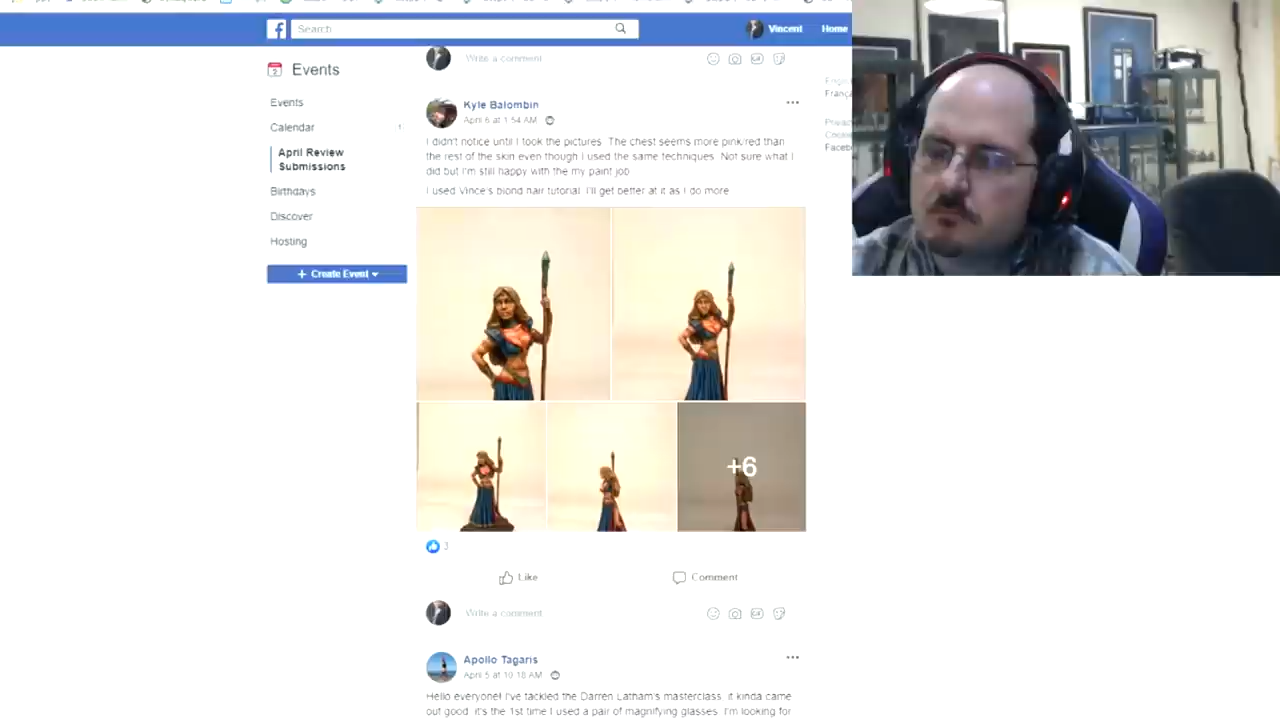 Search
Vincent
Home
Events
Write a comment
Events
Kyle Balombin
April 6 at 1:54 AM
Calendar
1
I didn't notice until I took the pictures. The chest seems more pink/red than
the rest of the skin even though I used the same techniques. Not sure what I
did but I'm still happy with the my paint job
April Review
Submissions
Birthdays
I used Vince's blond hair tutorial. I'll get better at it as I do more
Discover
Hosting
+ Create Event
+6
3
Like
Comment
Write a comment
Apollo Tagaris
April 5 at 10:18 AM
Hello everyone! I've tackled the Darren Latham's masterclass. it kinda came
out good. it's the 1st time I used a pair of magnifying glasses. I'm looking for